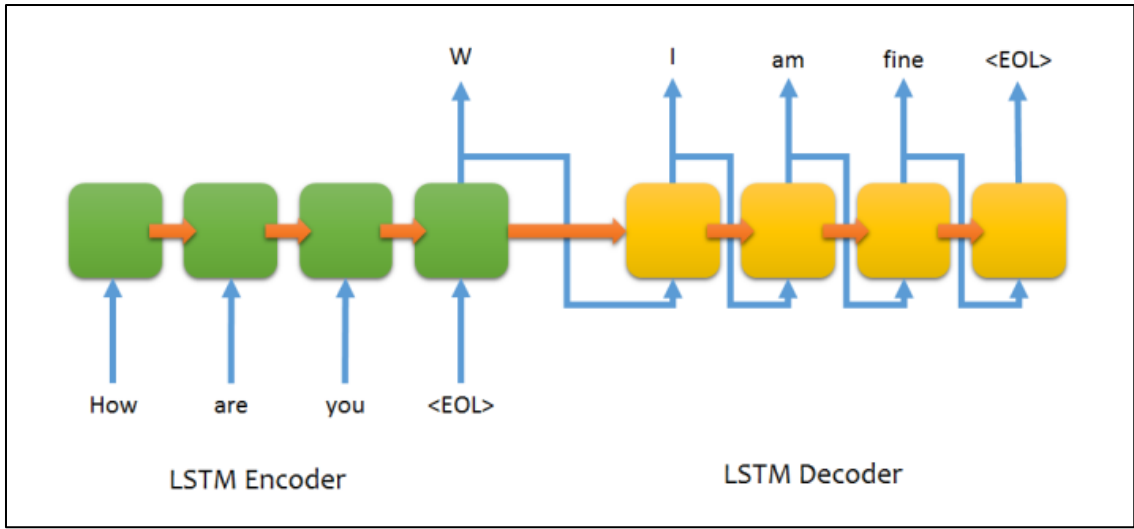 W I am fine <EOL>
How are you <EOL>
LSTM Encoder
LSTM Decoder